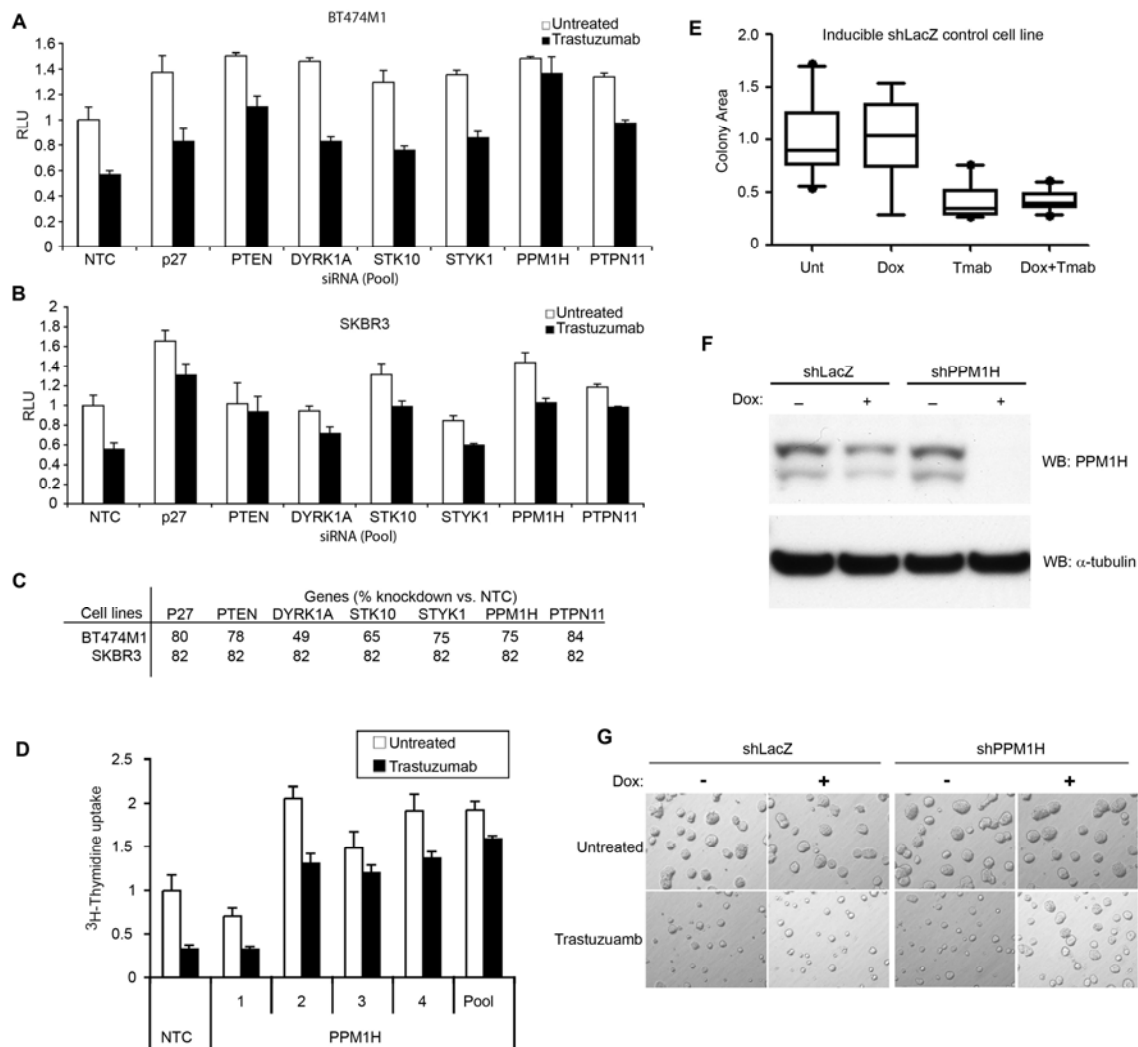 A
BT474M1
Untreated
Trastuzumab
RLU
1.6
1.4
1.2
1
0.8
0.6
0.4
0.2
0
NTC p27 PTEN DYRK1A STK10 STYK1 PPM1H PTPN11
siRNA (Pool)
B
SKBR3
Untreated
Trastuzumab
RLU
2
1.8
1.6
1.4
1.2
1
0.8
0.6
0.4
0.2
0
NTC p27 PTEN DYRK1A STK10 STYK1 PPM1H PTPN11
siRNA (Pool)
C
Genes (% knockdown vs. NTC)
Cell lines P27 PTEN DYRK1A STK10 STYK1 PPM1H PTPN11
BT474M1 80 78 49 65 75 75 84
SKBR3 82 82 82 82 82 82 82
D
Untreated
Trastuzumab
3H-Thymidine uptake
2.5
2
1.5
1
0.5
0
1 2 3 4 Pool
NTC PPM1H
E
Inducible shLacZ control cell line
Colony Area
2.0
1.5
1.0
0.5
0
Unt Dox Tmab Dox+Tmab
F
shLacZ shPPM1H
Dox: – + – +
WB: PPM1H
WB: α-tubulin
G
shLacZ shPPM1H
Dox: - + - +
Untreated
Trastuzuamb